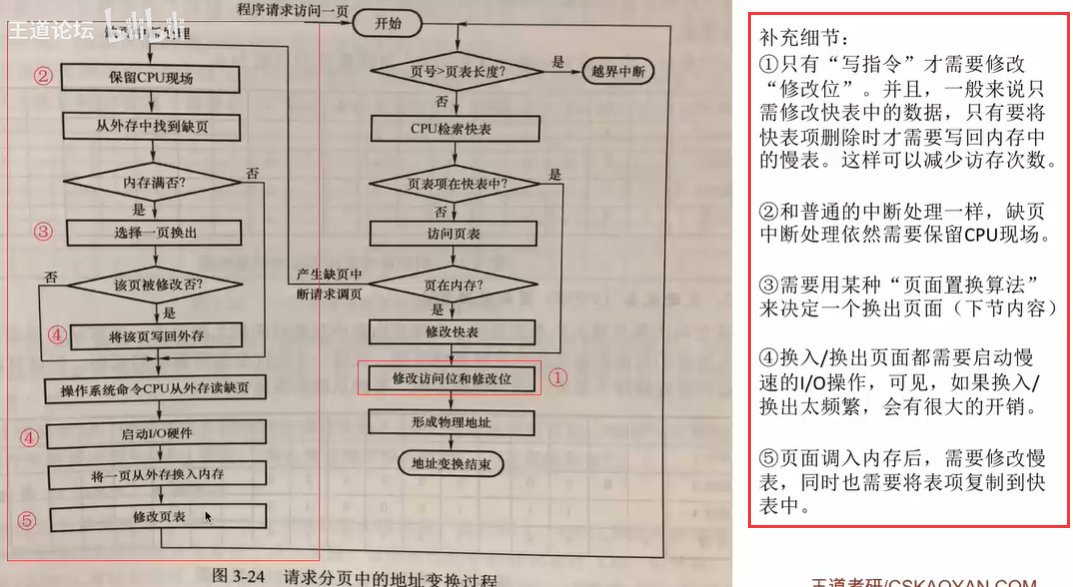 程序请求访问一页
开始
王道论坛
bilibili
保留CPU现场
②
从外存中找到缺页
内存满否?
否
是
选择一页换出
③
该页被修改否?
否
是
将该页写回外存
④
操作系统命令CPU从外存读缺页
启动I/O硬件
④
将一页从外存换入内存
修改页表
⑤
页号>页表长度?
是
越界中断
否
CPU检索快表
页表项在快表中?
是
否
访问页表
产生缺页中
断请求调页
页在内存?
是
修改快表
修改访问位和修改位
①
形成物理地址
地址变换结束
图 3-24 请求分页中的地址变换过程
补充细节:
①只有“写指令”才需要修改
“修改位”。并且,一般来说只
需修改快表中的数据,只有要将
快表项删除时才需要写回内存中
的慢表。这样可以减少访存次数。
②和普通的中断处理一样,缺页
中断处理依然需要保留CPU现场。
③需要用某种“页面置换算法”
来决定一个换出页面(下节内容)
④换入/换出页面都需要启动慢
速的I/O操作,可见,如果换入/
换出太频繁,会有很大的开销。
⑤页面调入内存后,需要修改慢
表,同时也需要将表项复制到快
表中。
王道考研/CSKAOYAN.COM